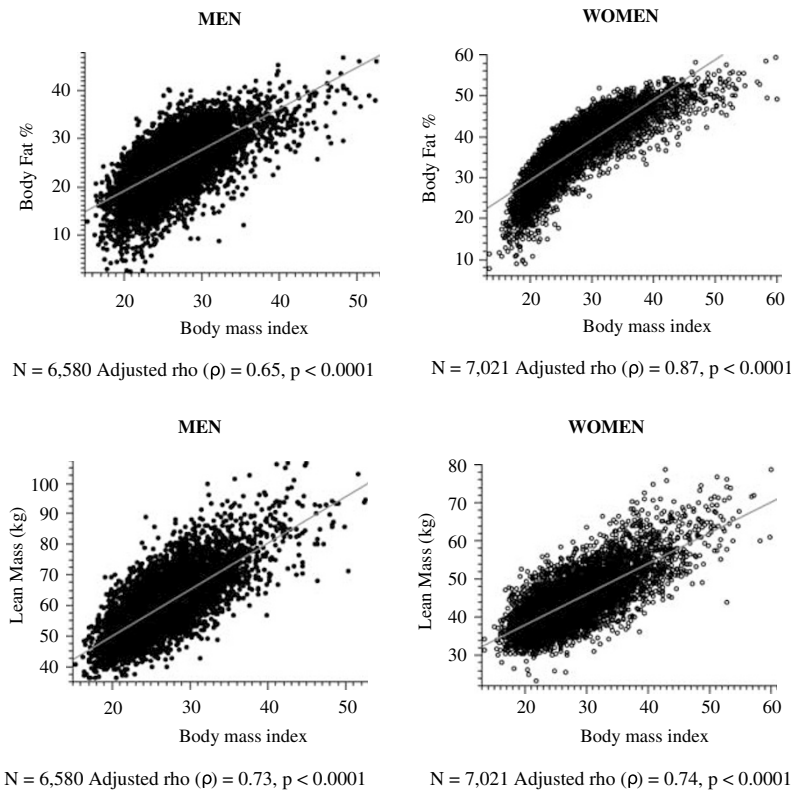 MEN
WOMEN
Body Fat %
40
30
20
10
20
30
40
50
Body mass index
N = 6,580 Adjusted rho (ρ) = 0.65, p < 0.0001
Body Fat %
60
50
40
30
20
10
20
30
40
50
60
Body mass index
N = 7,021 Adjusted rho (ρ) = 0.87, p < 0.0001
MEN
WOMEN
Lean Mass (kg)
100
90
80
70
60
50
40
20
30
40
50
Body mass index
N = 6,580 Adjusted rho (ρ) = 0.73, p < 0.0001
Lean Mass (kg)
80
70
60
50
40
30
20
30
40
50
60
Body mass index
N = 7,021 Adjusted rho (ρ) = 0.74, p < 0.0001